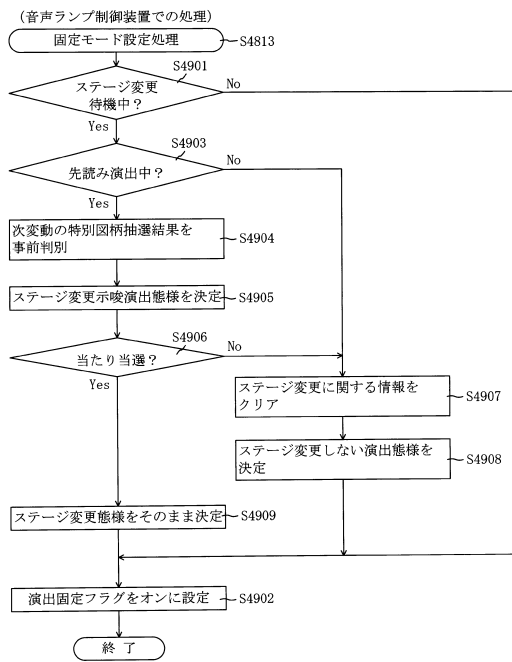 (音声ランプ制御装置での処理)
固定モード設定処理
S4813
S4901
ステージ変更
待機中?
No
Yes
S4903
先読み演出中?
No
Yes
次変動の特別図柄抽選結果を
事前判別
S4904
ステージ変更示唆演出態様を決定
S4905
S4906
当たり当選?
No
Yes
ステージ変更に関する情報を
クリア
S4907
ステージ変更しない演出態様を
決定
S4908
ステージ変更態様をそのまま決定
S4909
演出固定フラグをオンに設定
S4902
終了